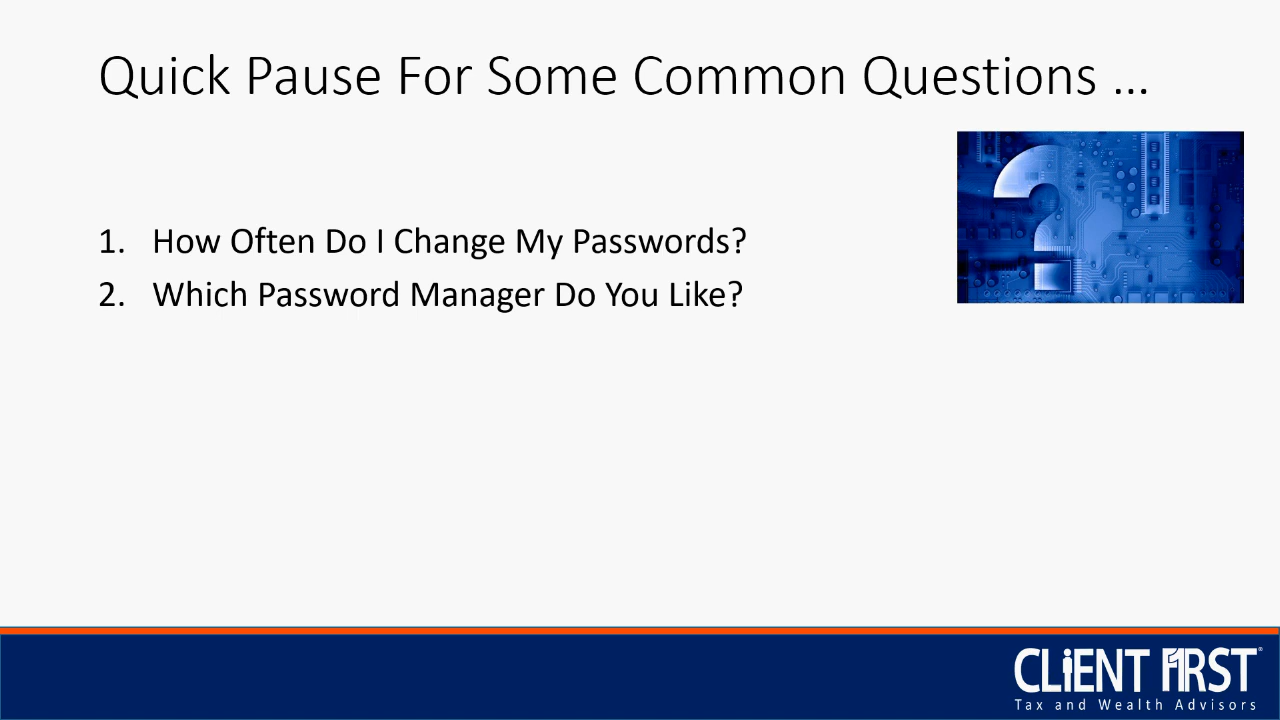 Quick Pause For Some Common Questions ...
1. How Often Do I Change My Passwords?
2. Which Password Manager Do You Like?
?
CLiENT F1RST®
Tax and Wealth Advisors